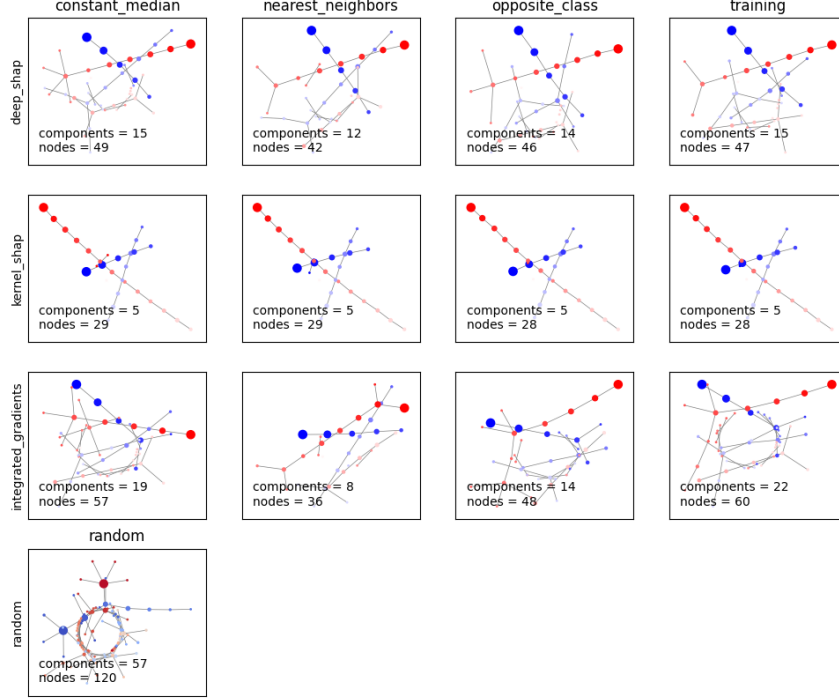 constant_median
nearest_neighbors
opposite_class
training
deep_shap
components = 15
nodes = 49
components = 12
nodes = 42
components = 14
nodes = 46
components = 15
nodes = 47
kernel_shap
components = 5
nodes = 29
components = 5
nodes = 29
components = 5
nodes = 28
components = 5
nodes = 28
integrated_gradients
components = 19
nodes = 57
components = 8
nodes = 36
components = 14
nodes = 48
components = 22
nodes = 60
random
random
components = 57
nodes = 120